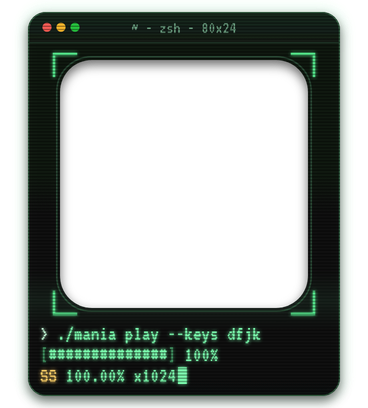 ~ - zsh - 80x24
❯ ./mania play --keys dfjk
[##############] 100%
SS 100.00% x1024